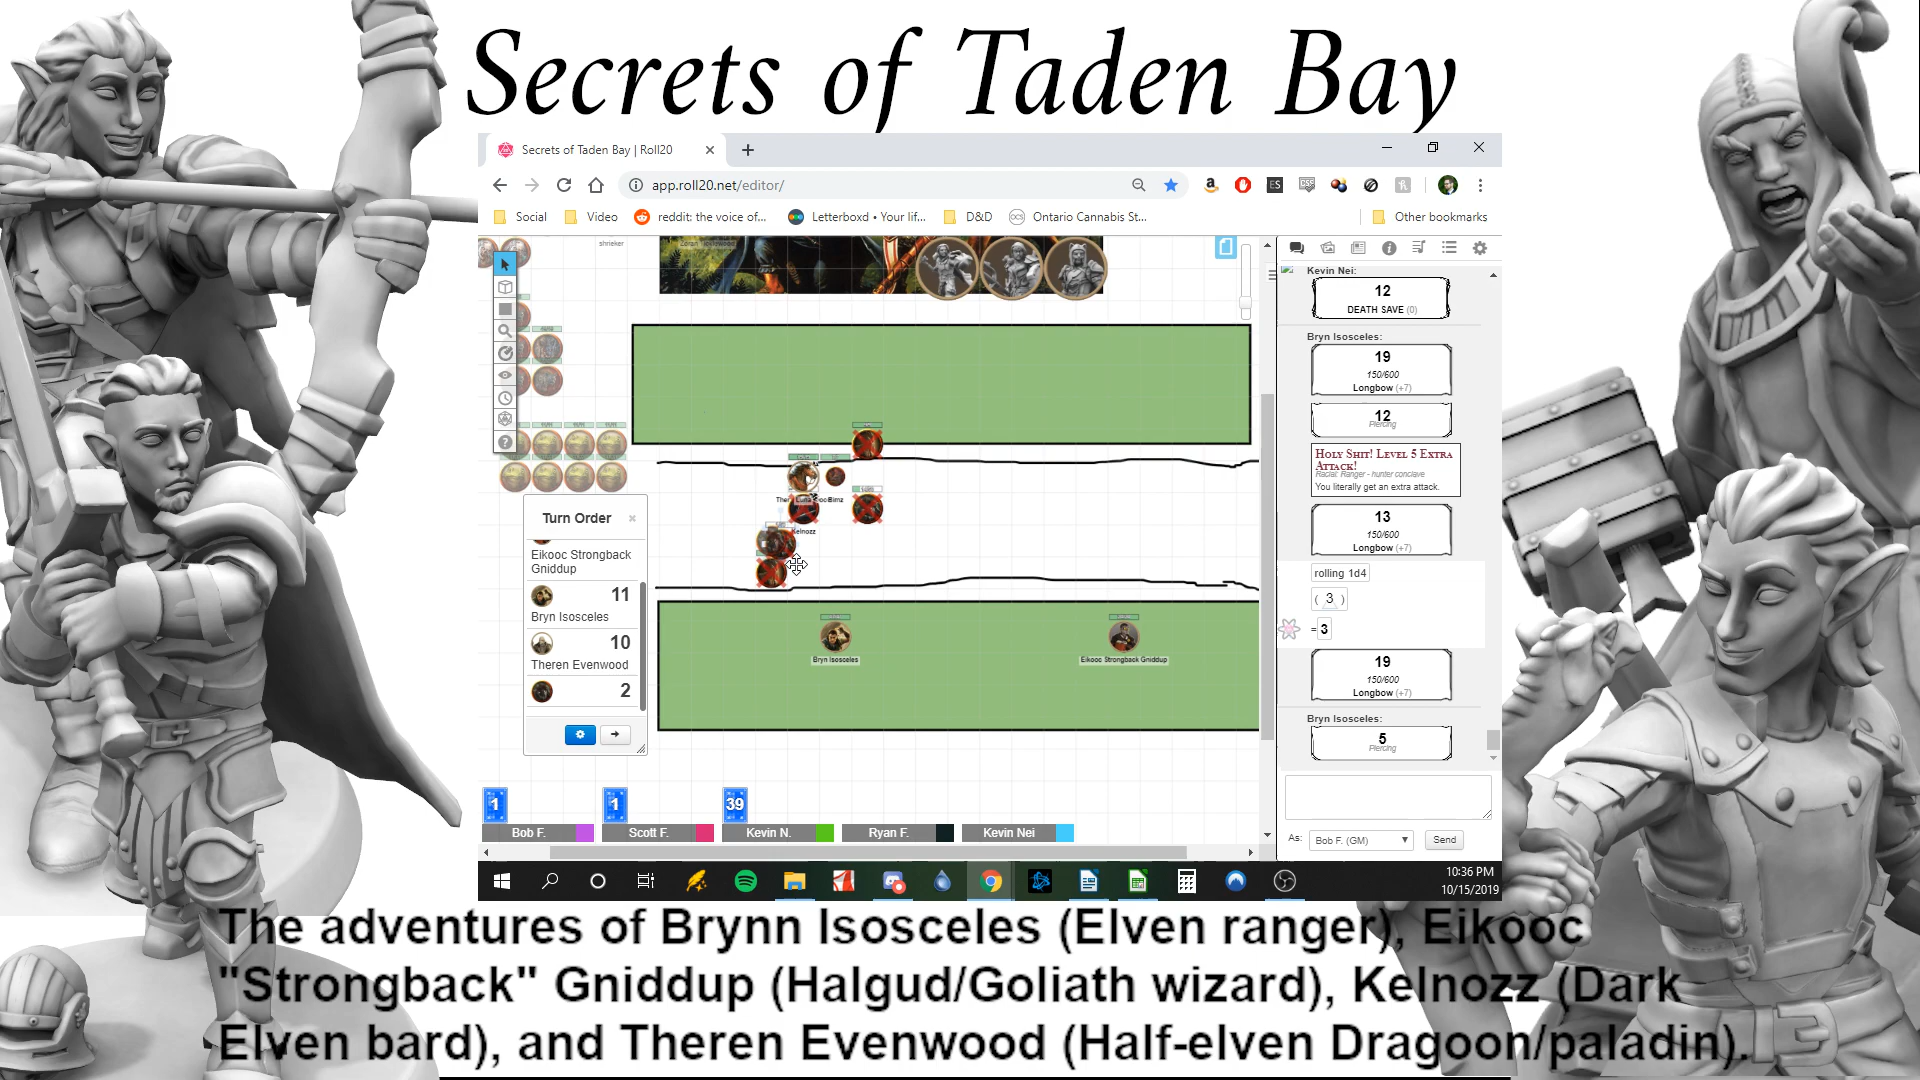 Secrets of Taden Bay
Secrets of Taden Bay | Roll20
app.roll20.net/editor/
ES
CSS
Social
Video
reddit: the voice of...
Letterboxd • Your lif...
D&D
OCS
Ontario Cannabis St...
Other bookmarks
shrieker
Kevin Nei:
12
DEATH SAVE (0)
Bryn Isosceles:
19
150/600
Longbow (+7)
12
Piercing
Holy Shit! Level 5 Extra
Attack!
Racial: Ranger - hunter conclave
You literally get an extra attack.
13
150/600
Longbow (+7)
rolling 1d4
( 3 )
= 3
19
150/600
Longbow (+7)
Bryn Isosceles:
5
Piercing
As:
Bob F. (GM)
Send
Kelnozz
Bryn Isosceles
Eikooc Strongback Gniddup
Turn Order
Eikooc Strongback
Gniddup
11
Bryn Isosceles
10
Theren Evenwood
2
1
1
39
Bob F.
Scott F.
Kevin N.
Ryan F.
Kevin Nei
10:36 PM
10/15/2019
The adventures of Brynn Isosceles (Elven ranger), Eikooc
"Strongback" Gniddup (Halgud/Goliath wizard), Kelnozz (Dark
Elven bard), and Theren Evenwood (Half-elven Dragoon/paladin).